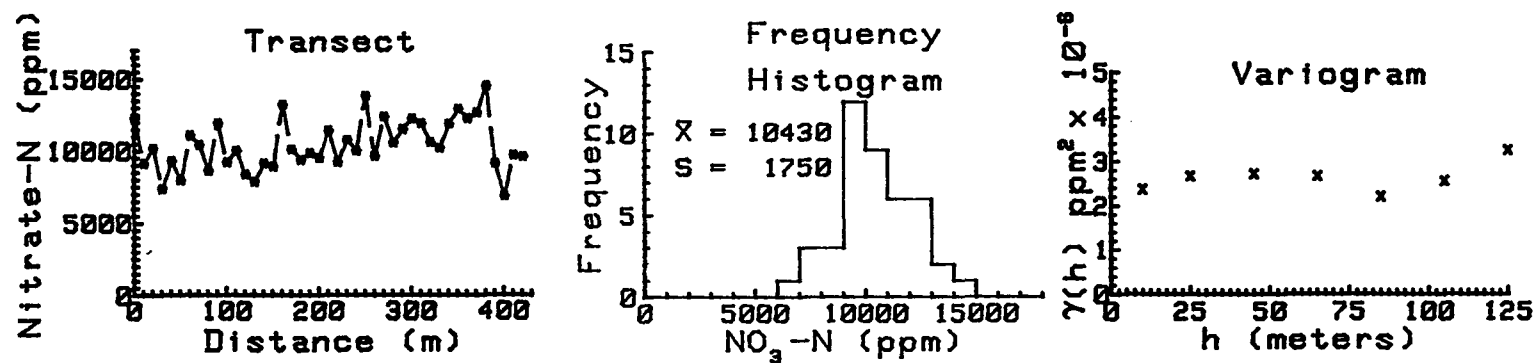 Transect
Nitrate-N (ppm)
15000
10000
5000
0
0 100 200 300 400
Distance (m)
Frequency
Histogram
X̄ = 10430
S = 1750
Frequency
15
10
5
0
0 5000 10000 15000
NO₃-N (ppm)
Variogram
γ(h) ppm² x 10⁻⁶
5
4
3
2
1
0
0 25 50 75 100 125
h (meters)